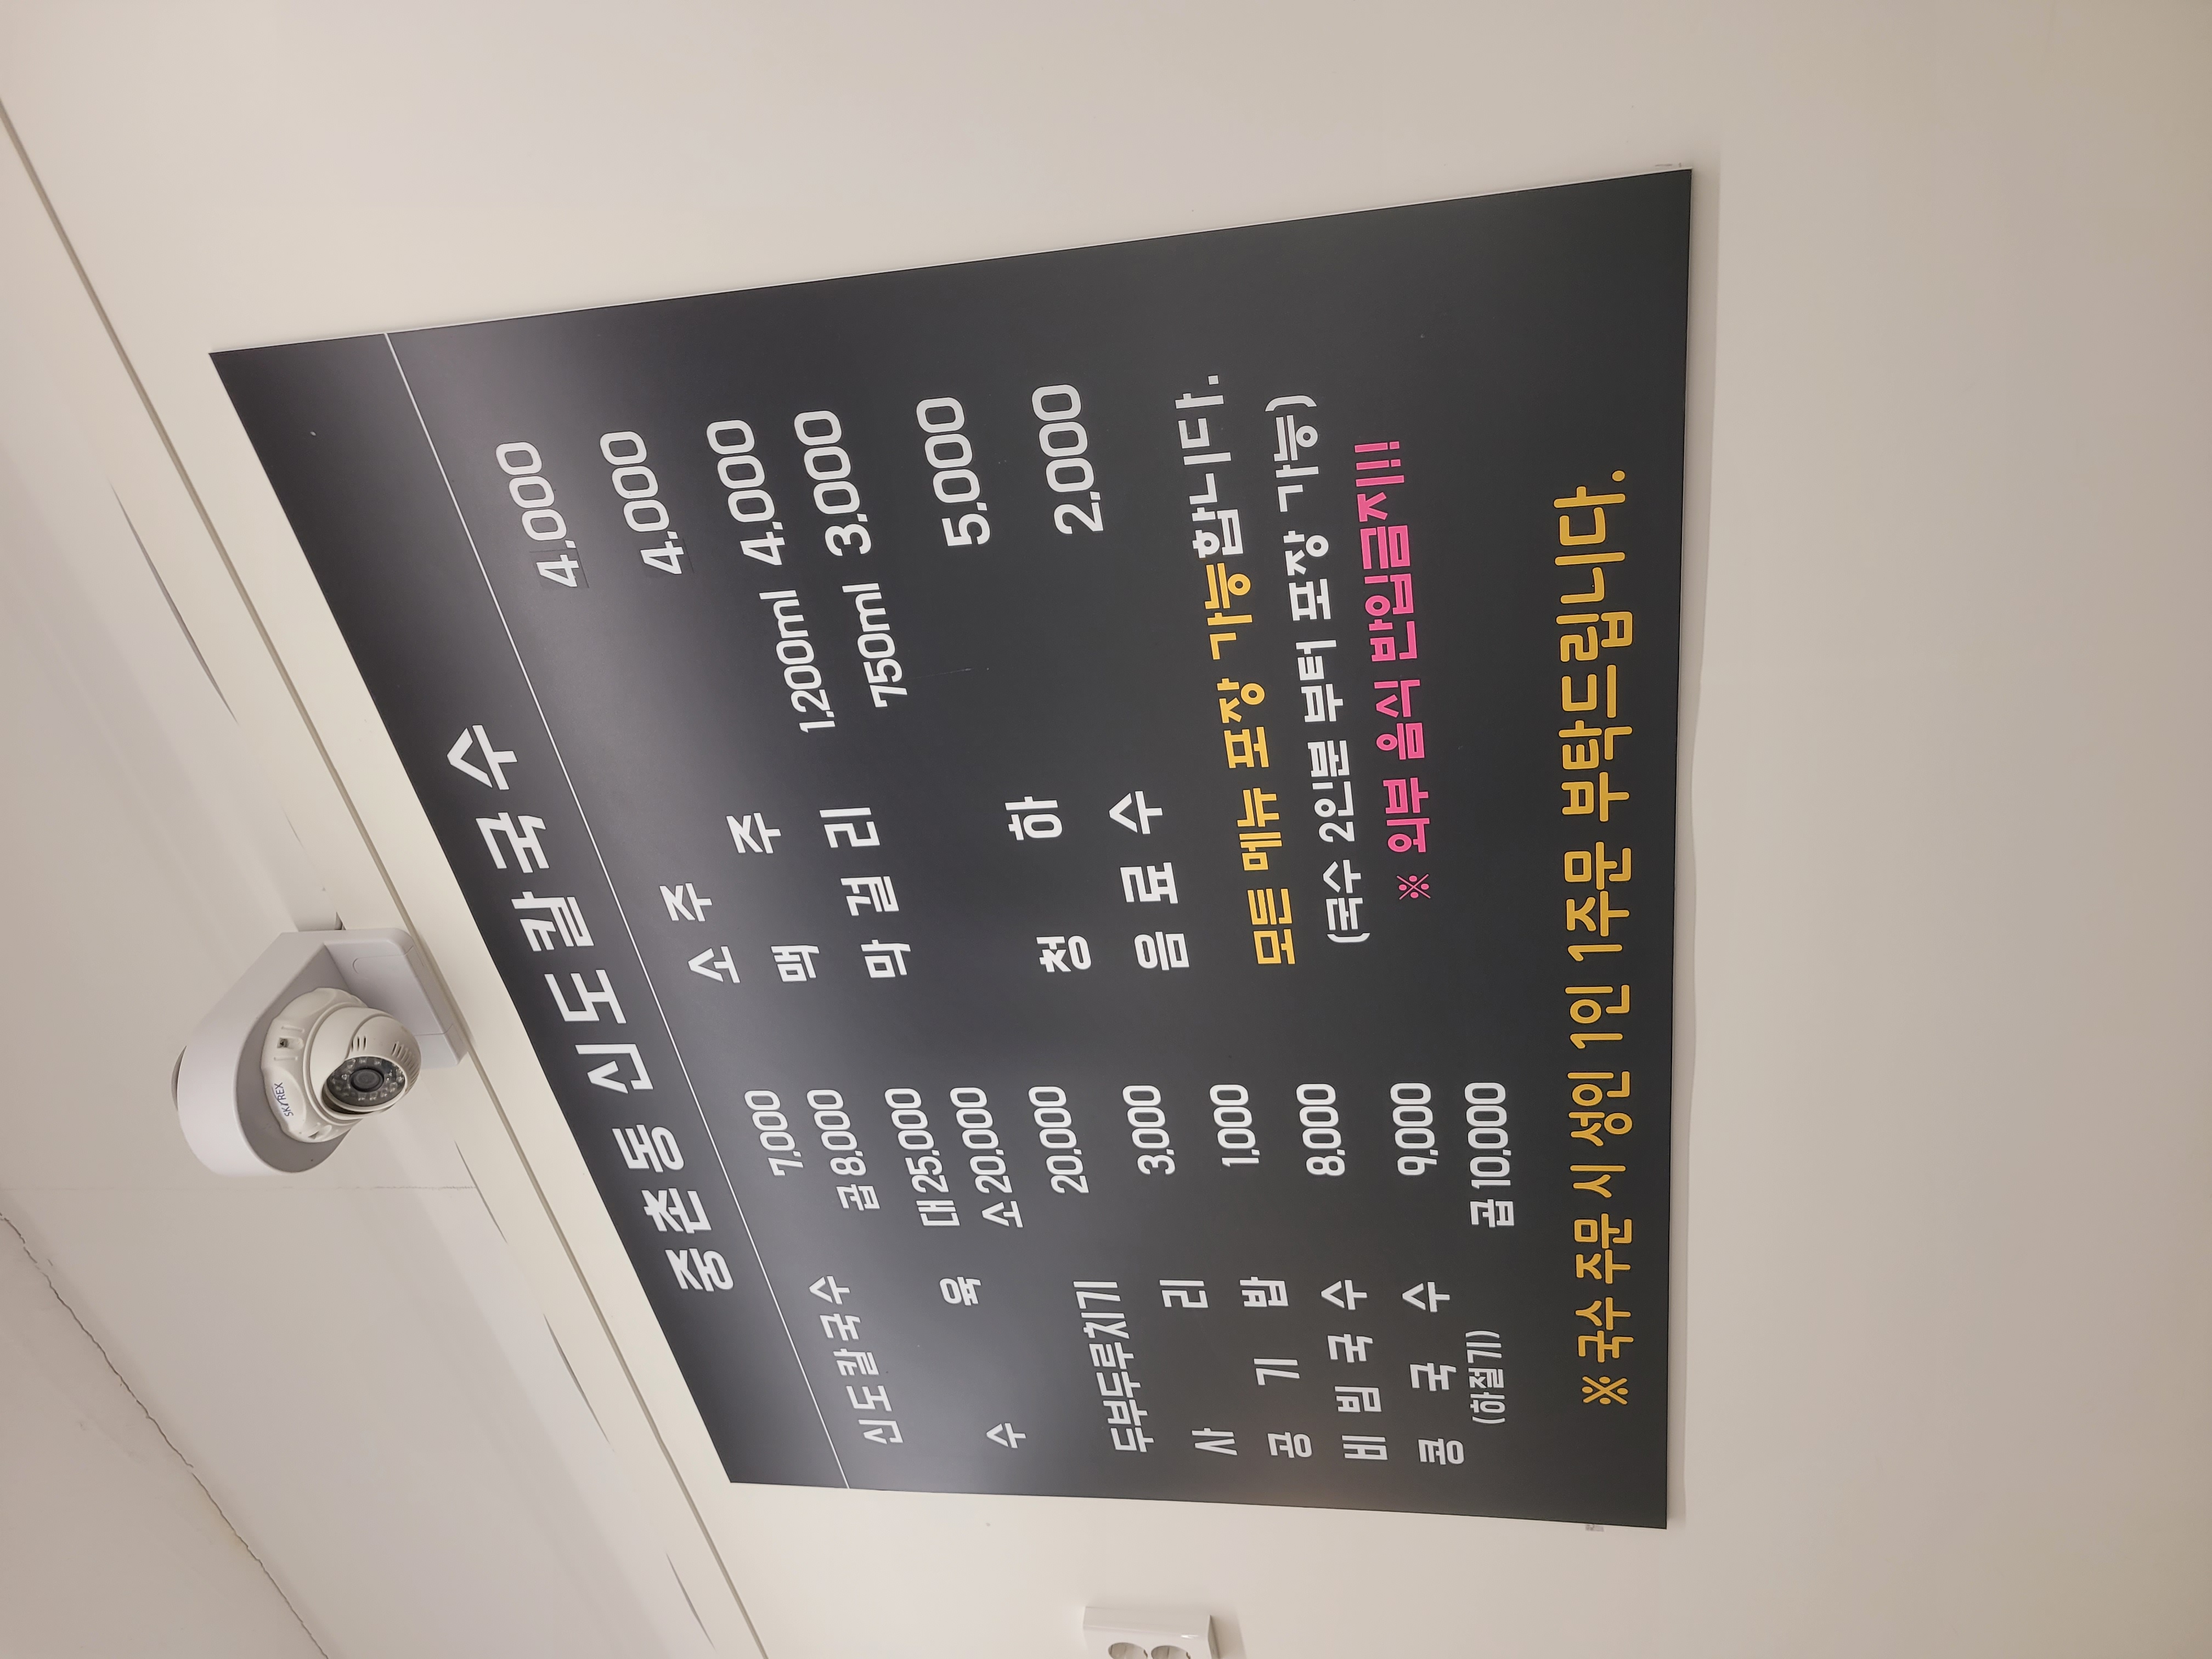 중촌동 신도칼국수
신도칼국수 7,000
곱 8,000
수 육 대 25,000
소 20,000
두부두루치기 20,000
사 리 3,000
공 기 밥 1,000
비 빔 국 수 8,000
콩 국 수 9,000
(하절기) 곱 10,000
소 주 4,000
맥 주 4,000
막 걸 리 1,200ml 4,000
750ml 3,000
청 하 5,000
음 료 수 2,000
모든 메뉴 포장 가능합니다.
(국수 2인분 부터 포장 가능)
※ 외부 음식 반입금지!!
※ 국수 주문 시 성인 1인 1주문 부탁드립니다.
SKYREX